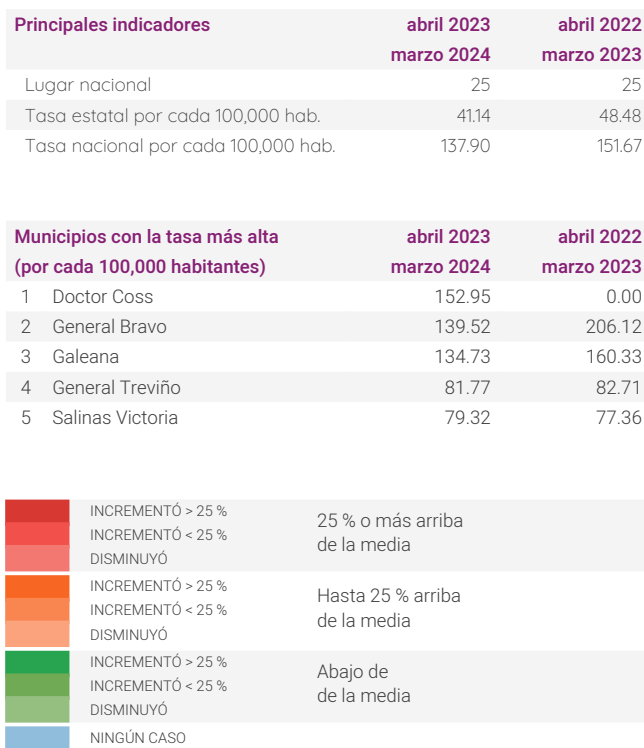 Principales indicadores abril 2023 abril 2022
marzo 2024 marzo 2023
Lugar nacional 25 25
Tasa estatal por cada 100,000 hab. 41.14 48.48
Tasa nacional por cada 100,000 hab. 137.90 151.67
Municipios con la tasa más alta abril 2023 abril 2022
(por cada 100,000 habitantes) marzo 2024 marzo 2023
1 Doctor Coss 152.95 0.00
2 General Bravo 139.52 206.12
3 Galeana 134.73 160.33
4 General Treviño 81.77 82.71
5 Salinas Victoria 79.32 77.36
INCREMENTÓ > 25 %
INCREMENTÓ < 25 %
DISMINUYÓ
25 % o más arriba
de la media
INCREMENTÓ > 25 %
INCREMENTÓ < 25 %
DISMINUYÓ
Hasta 25 % arriba
de la media
INCREMENTÓ > 25 %
INCREMENTÓ < 25 %
DISMINUYÓ
Abajo de
de la media
NINGÚN CASO